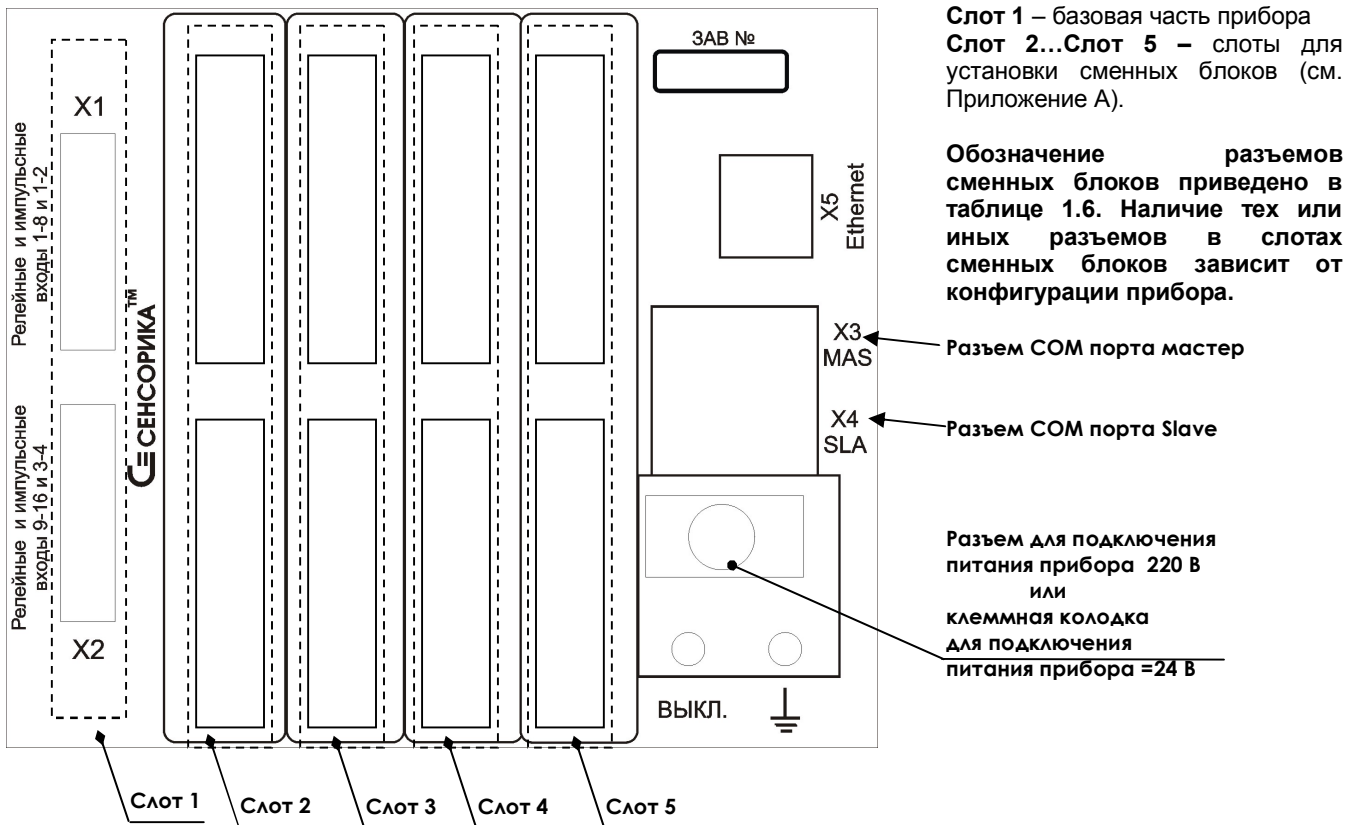 Слот 1 – базовая часть прибора
Слот 2…Слот 5 – слоты для
установки сменных блоков (см.
Приложение А).
Обозначение разъемов
сменных блоков приведено в
таблице 1.6. Наличие тех или
иных разъемов в слотах
сменных блоков зависит от
конфигурации прибора.
ЗАВ №
X1
Релейные и импульсные
входы 1-8 и 1-2
X5
Ethernet
СЕНСОРИКА™
X3
MAS
Разъем COM порта мастер
X4
SLA
Разъем COM порта Slave
Релейные и импульсные
входы 9-16 и 3-4
X2
Разъем для подключения
питания прибора 220 В
или
клеммная колодка
для подключения
питания прибора =24 В
ВЫКЛ.
Слот 1
Слот 2
Слот 3
Слот 4
Слот 5